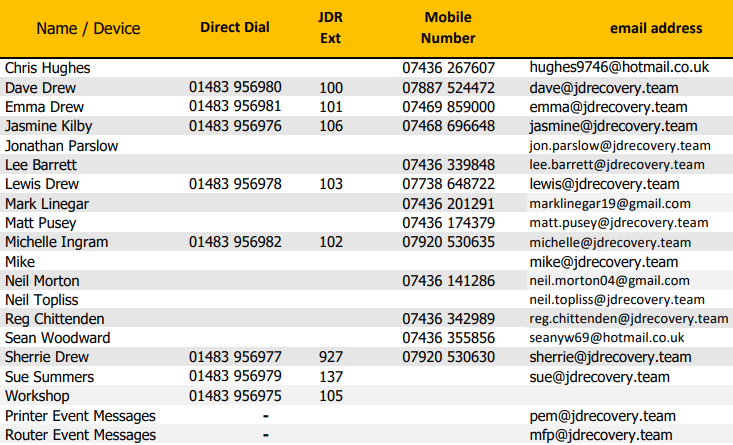 Name / Device Direct Dial JDR Ext Mobile Number email address
Chris Hughes 07436 267607 hughes9746@hotmail.co.uk
Dave Drew 01483 956980 100 07887 524472 dave@jdrecovery.team
Emma Drew 01483 956981 101 07469 859000 emma@jdrecovery.team
Jasmine Kilby 01483 956976 106 07468 696648 jasmine@jdrecovery.team
Jonathan Parslow jon.parslow@jdrecovery.team
Lee Barrett 07436 339848 lee.barrett@jdrecovery.team
Lewis Drew 01483 956978 103 07738 648722 lewis@jdrecovery.team
Mark Linegar 07436 201291 marklinegar19@gmail.com
Matt Pusey 07436 174379 matt.pusey@jdrecovery.team
Michelle Ingram 01483 956982 102 07920 530635 michelle@jdrecovery.team
Mike mike@jdrecovery.team
Neil Morton 07436 141286 neil.morton04@gmail.com
Neil Topliss neil.topliss@jdrecovery.team
Reg Chittenden 07436 342989 reg.chittenden@jdrecovery.team
Sean Woodward 07436 355856 seanyw69@hotmail.co.uk
Sherrie Drew 01483 956977 927 07920 530630 sherrie@jdrecovery.team
Sue Summers 01483 956979 137 sue@jdrecovery.team
Workshop 01483 956975 105
Printer Event Messages - pem@jdrecovery.team
Router Event Messages - mfp@jdrecovery.team